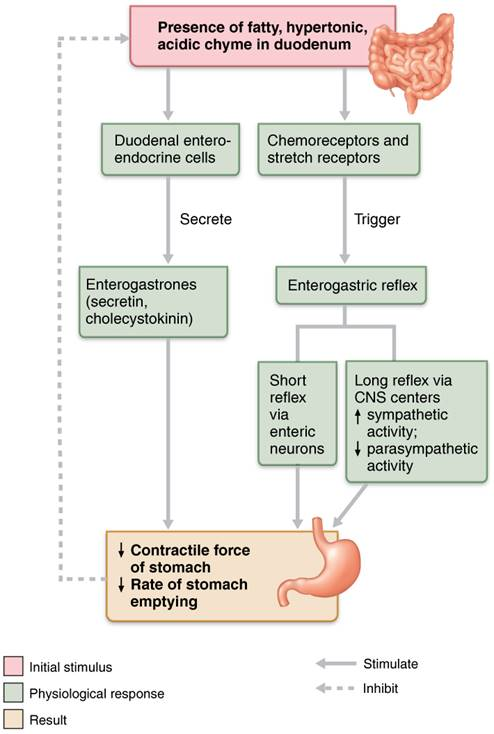 Presence of fatty, hypertonic,
acidic chyme in duodenum
Duodenal entero-
endocrine cells
Chemoreceptors and
stretch receptors
Secrete
Trigger
Enterogastrones
(secretin,
cholecystokinin)
Enterogastric reflex
Short
reflex
via
enteric
neurons
Long reflex via
CNS centers
↑ sympathetic
activity;
↓ parasympathetic
activity
↓ Contractile force
of stomach
↓ Rate of stomach
emptying
Initial stimulus
Physiological response
Result
Stimulate
Inhibit